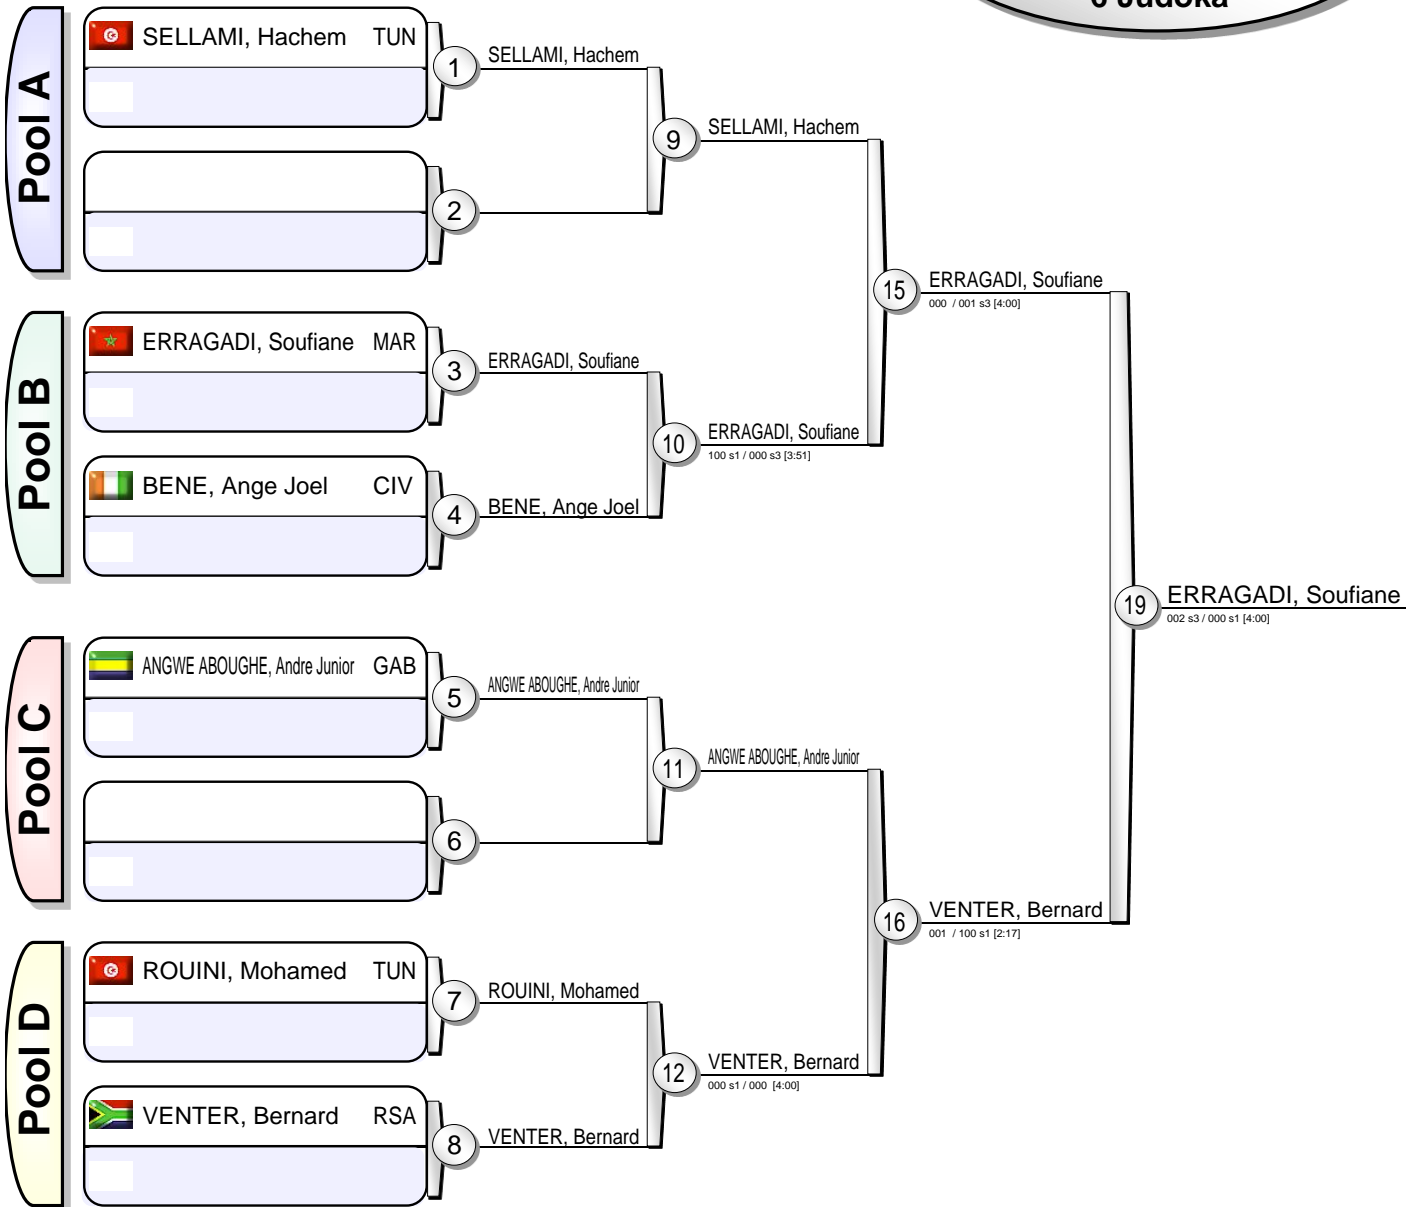 6 Judoka
Pool A
SELLAMI, Hachem TUN
1
SELLAMI, Hachem
2
9
SELLAMI, Hachem
Pool B
ERRAGADI, Soufiane MAR
3
ERRAGADI, Soufiane
BENE, Ange Joel CIV
4
BENE, Ange Joel
10
ERRAGADI, Soufiane
100 s1 / 000 s3 [3:51]
15
ERRAGADI, Soufiane
000 / 001 s3 [4:00]
Pool C
ANGWE ABOUGHE, Andre Junior GAB
5
ANGWE ABOUGHE, Andre Junior
6
11
ANGWE ABOUGHE, Andre Junior
Pool D
ROUINI, Mohamed TUN
7
ROUINI, Mohamed
VENTER, Bernard RSA
8
VENTER, Bernard
12
VENTER, Bernard
000 s1 / 000 [4:00]
16
VENTER, Bernard
001 / 100 s1 [2:17]
19
ERRAGADI, Soufiane
002 s3 / 000 s1 [4:00]